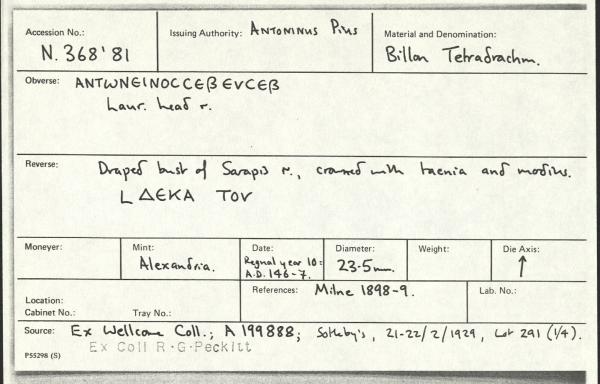 Accession No.: N. 368'81
Issuing Authority: ANTONINUS PIUS
Material and Denomination: Billon Tetradrachm.
Obverse: ANTωNЄINOCCЄβ ЄVCЄβ
Laur. head r.
Reverse: Draped bust of Sarapis r., crowned with taenia and modius.
L ΔЄKA TOV
Moneyer:
Mint: Alexandria.
Date: Regnal year 10 = A.D. 146-7.
Diameter: 23·5mm.
Weight:
Die Axis: ↑
Location:
Cabinet No.: Tray No.:
References: Milne 1898-9.
Lab. No.:
Source: Ex Wellcome Coll.; A 199888; Sotheby's, 21-22/2/1929, Lot 291 (1/4).
Ex Coll R·G·Peckitt
P55298 (S)